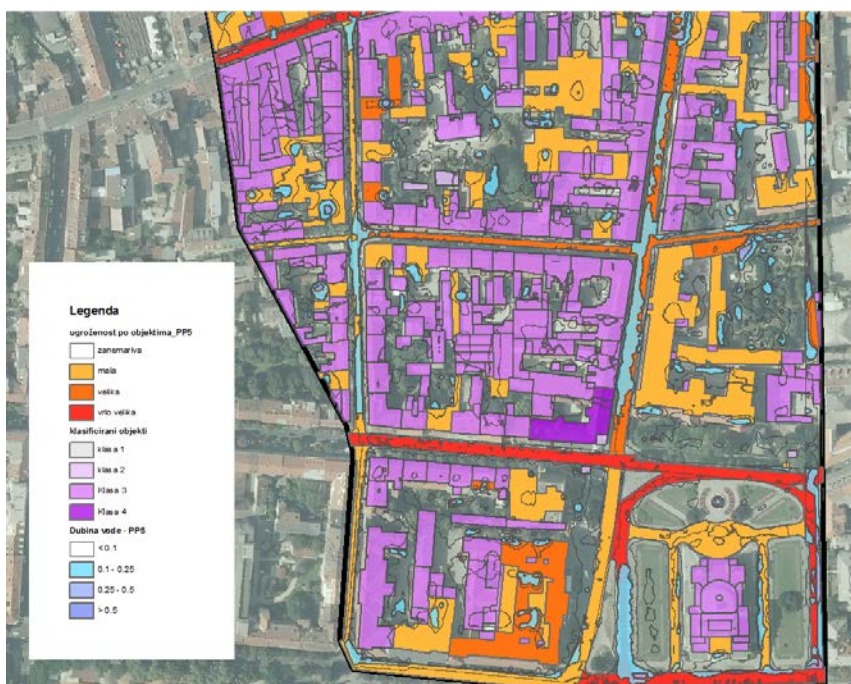 Legenda
ugroženost po objektima_PP5
zanemariva
mala
velika
vrlo velika
klasificirani objekti
klasa 1
klasa 2
Klasa 3
Klasa 4
Dubina vode - PP5
< 0.1
0.1 - 0.25
0.25 - 0.5
> 0.5